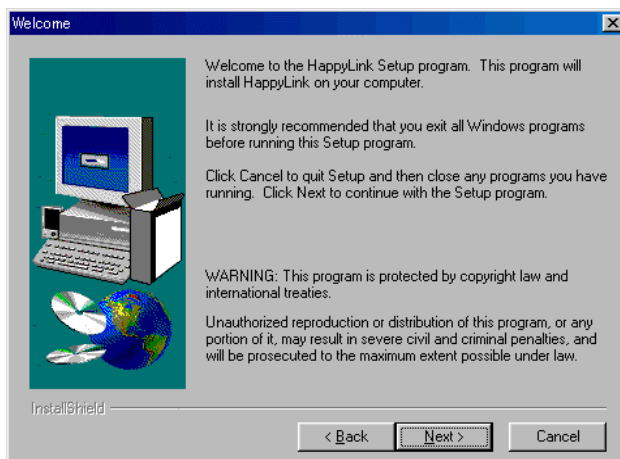 Welcome
Welcome to the HappyLink Setup program. This program will
install HappyLink on your computer.
It is strongly recommended that you exit all Windows programs
before running this Setup program.
Click Cancel to quit Setup and then close any programs you have
running. Click Next to continue with the Setup program.
WARNING: This program is protected by copyright law and
international treaties.
Unauthorized reproduction or distribution of this program, or any
portion of it, may result in severe civil and criminal penalties, and
will be prosecuted to the maximum extent possible under law.
InstallShield
< Back
Next >
Cancel